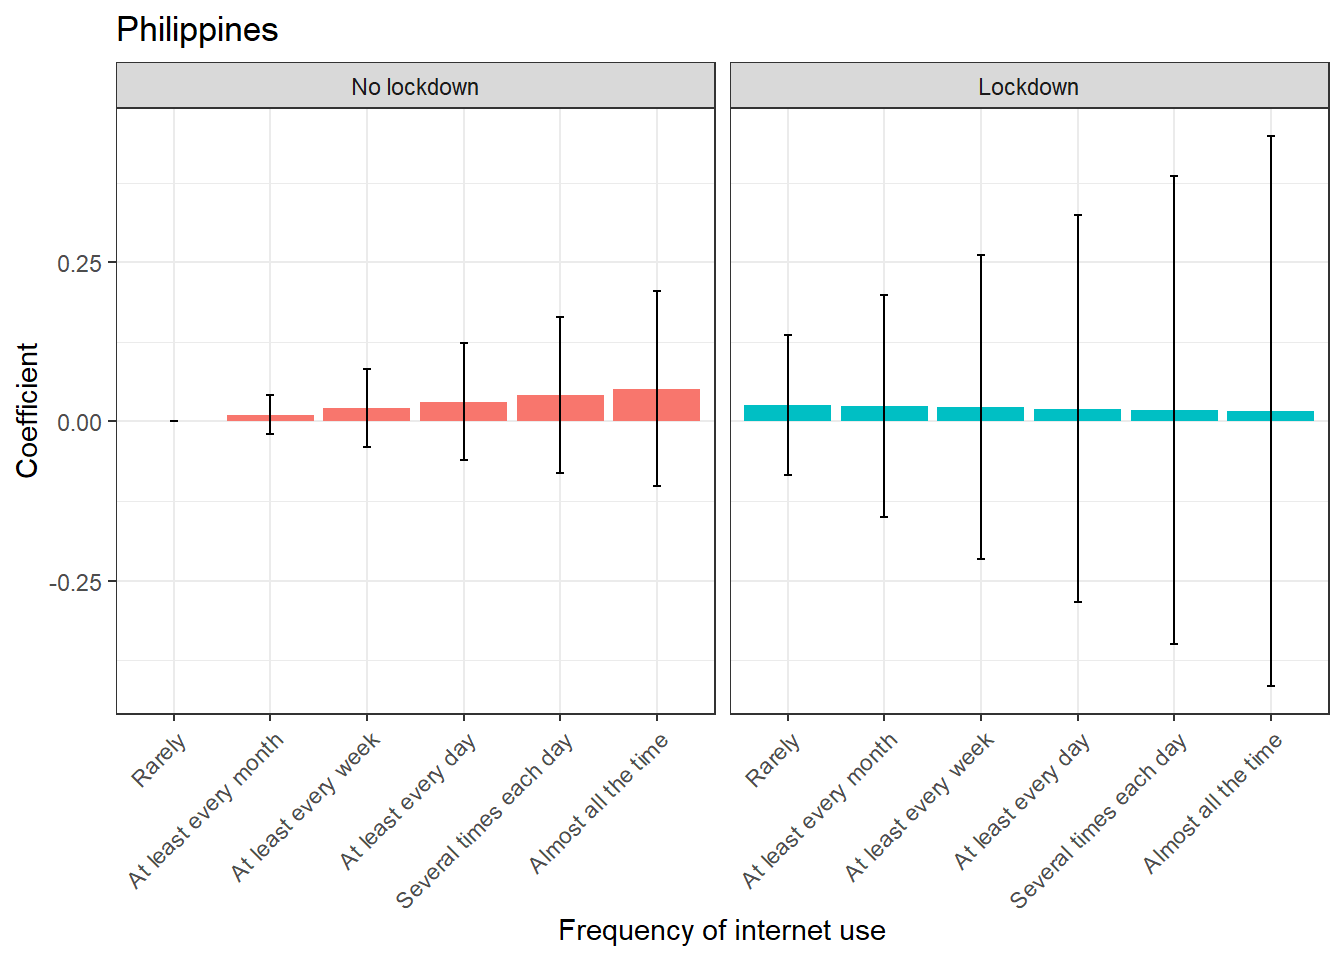 Philippines
No lockdown
Lockdown
Coefficient
0.25
0.00
-0.25
Rarely
At least every month
At least every week
At least every day
Several times each day
Almost all the time
Rarely
At least every month
At least every week
At least every day
Several times each day
Almost all the time
Frequency of internet use